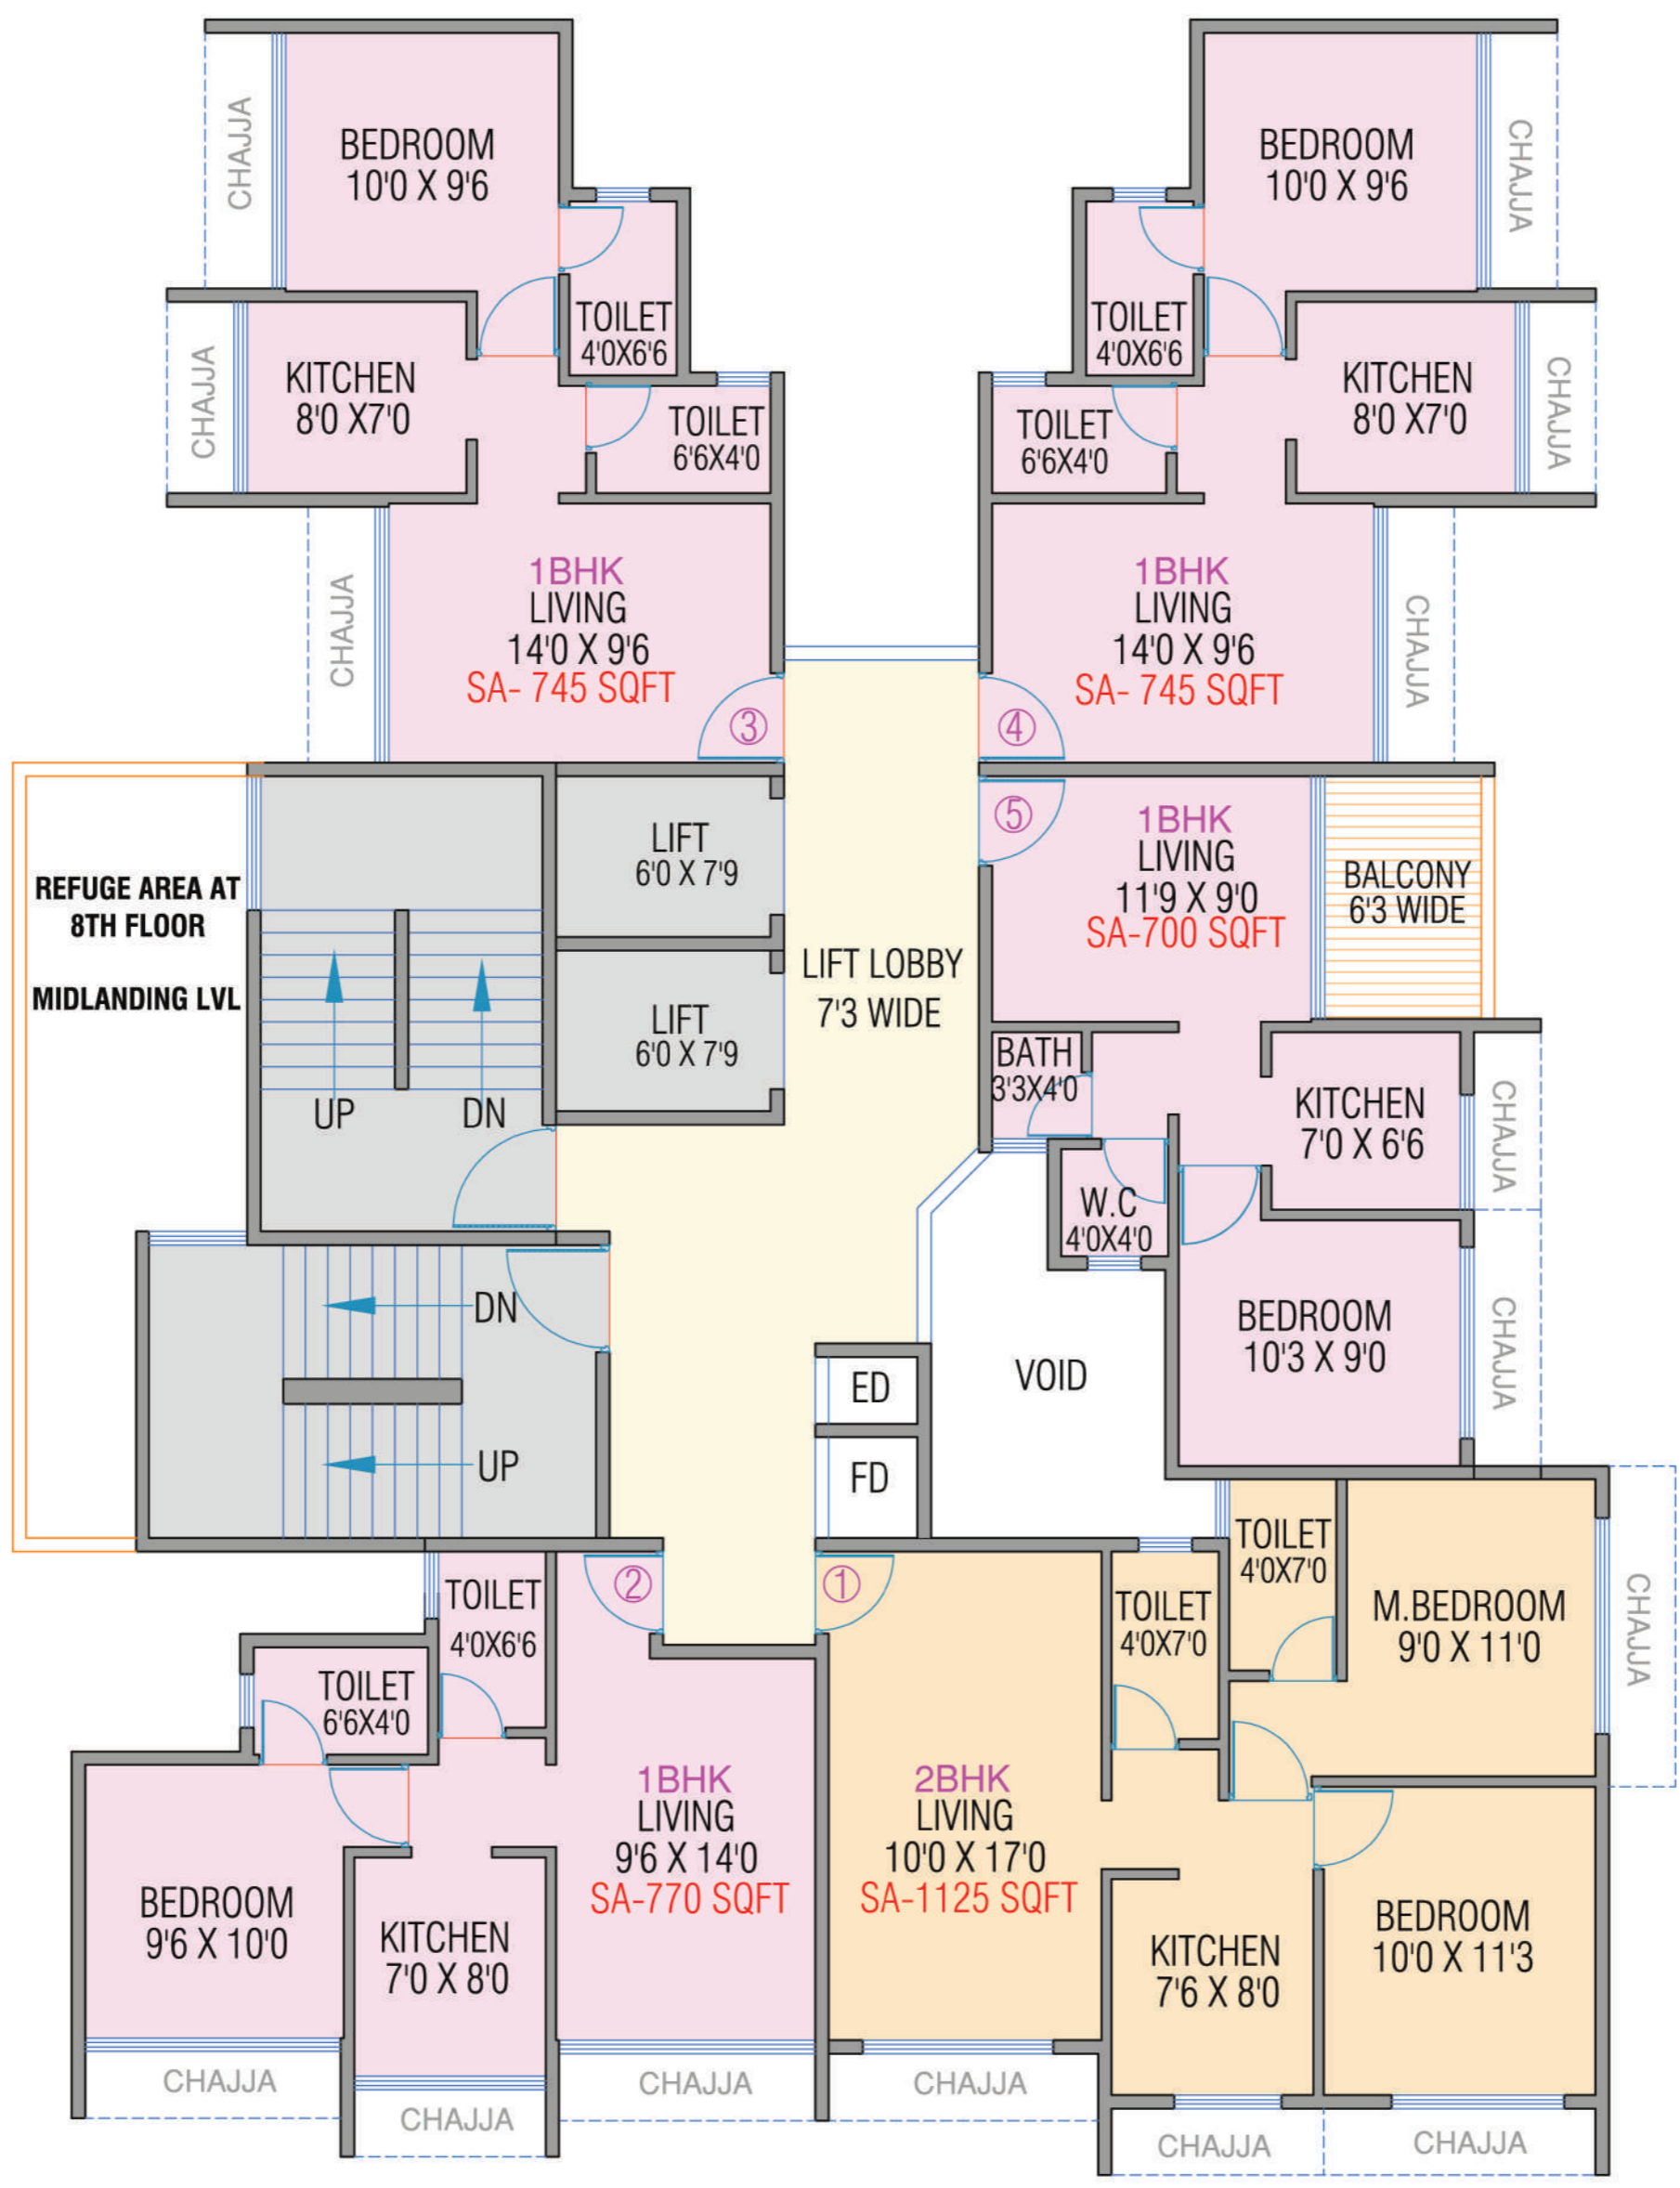 CHAJJA
BEDROOM
10'0 X 9'6
TOILET
4'0X6'6
CHAJJA
KITCHEN
8'0 X7'0
TOILET
6'6X4'0
CHAJJA
1BHK
LIVING
14'0 X 9'6
SA- 745 SQFT
③
BEDROOM
10'0 X 9'6
CHAJJA
TOILET
4'0X6'6
KITCHEN
8'0 X7'0
CHAJJA
TOILET
6'6X4'0
1BHK
LIVING
14'0 X 9'6
SA- 745 SQFT
CHAJJA
④
REFUGE AREA AT
8TH FLOOR
MIDLANDING LVL
UP
DN
LIFT
6'0 X 7'9
LIFT
6'0 X 7'9
LIFT LOBBY
7'3 WIDE
⑤
1BHK
LIVING
11'9 X 9'0
SA-700 SQFT
BALCONY
6'3 WIDE
BATH
3'3X4'0
KITCHEN
7'0 X 6'6
CHAJJA
W.C
4'0X4'0
BEDROOM
10'3 X 9'0
CHAJJA
DN
UP
ED
FD
VOID
②
TOILET
4'0X6'6
TOILET
6'6X4'0
1BHK
LIVING
9'6 X 14'0
SA-770 SQFT
BEDROOM
9'6 X 10'0
KITCHEN
7'0 X 8'0
CHAJJA
CHAJJA
CHAJJA
①
TOILET
4'0X7'0
TOILET
4'0X7'0
M.BEDROOM
9'0 X 11'0
CHAJJA
2BHK
LIVING
10'0 X 17'0
SA-1125 SQFT
KITCHEN
7'6 X 8'0
BEDROOM
10'0 X 11'3
CHAJJA
CHAJJA
CHAJJA